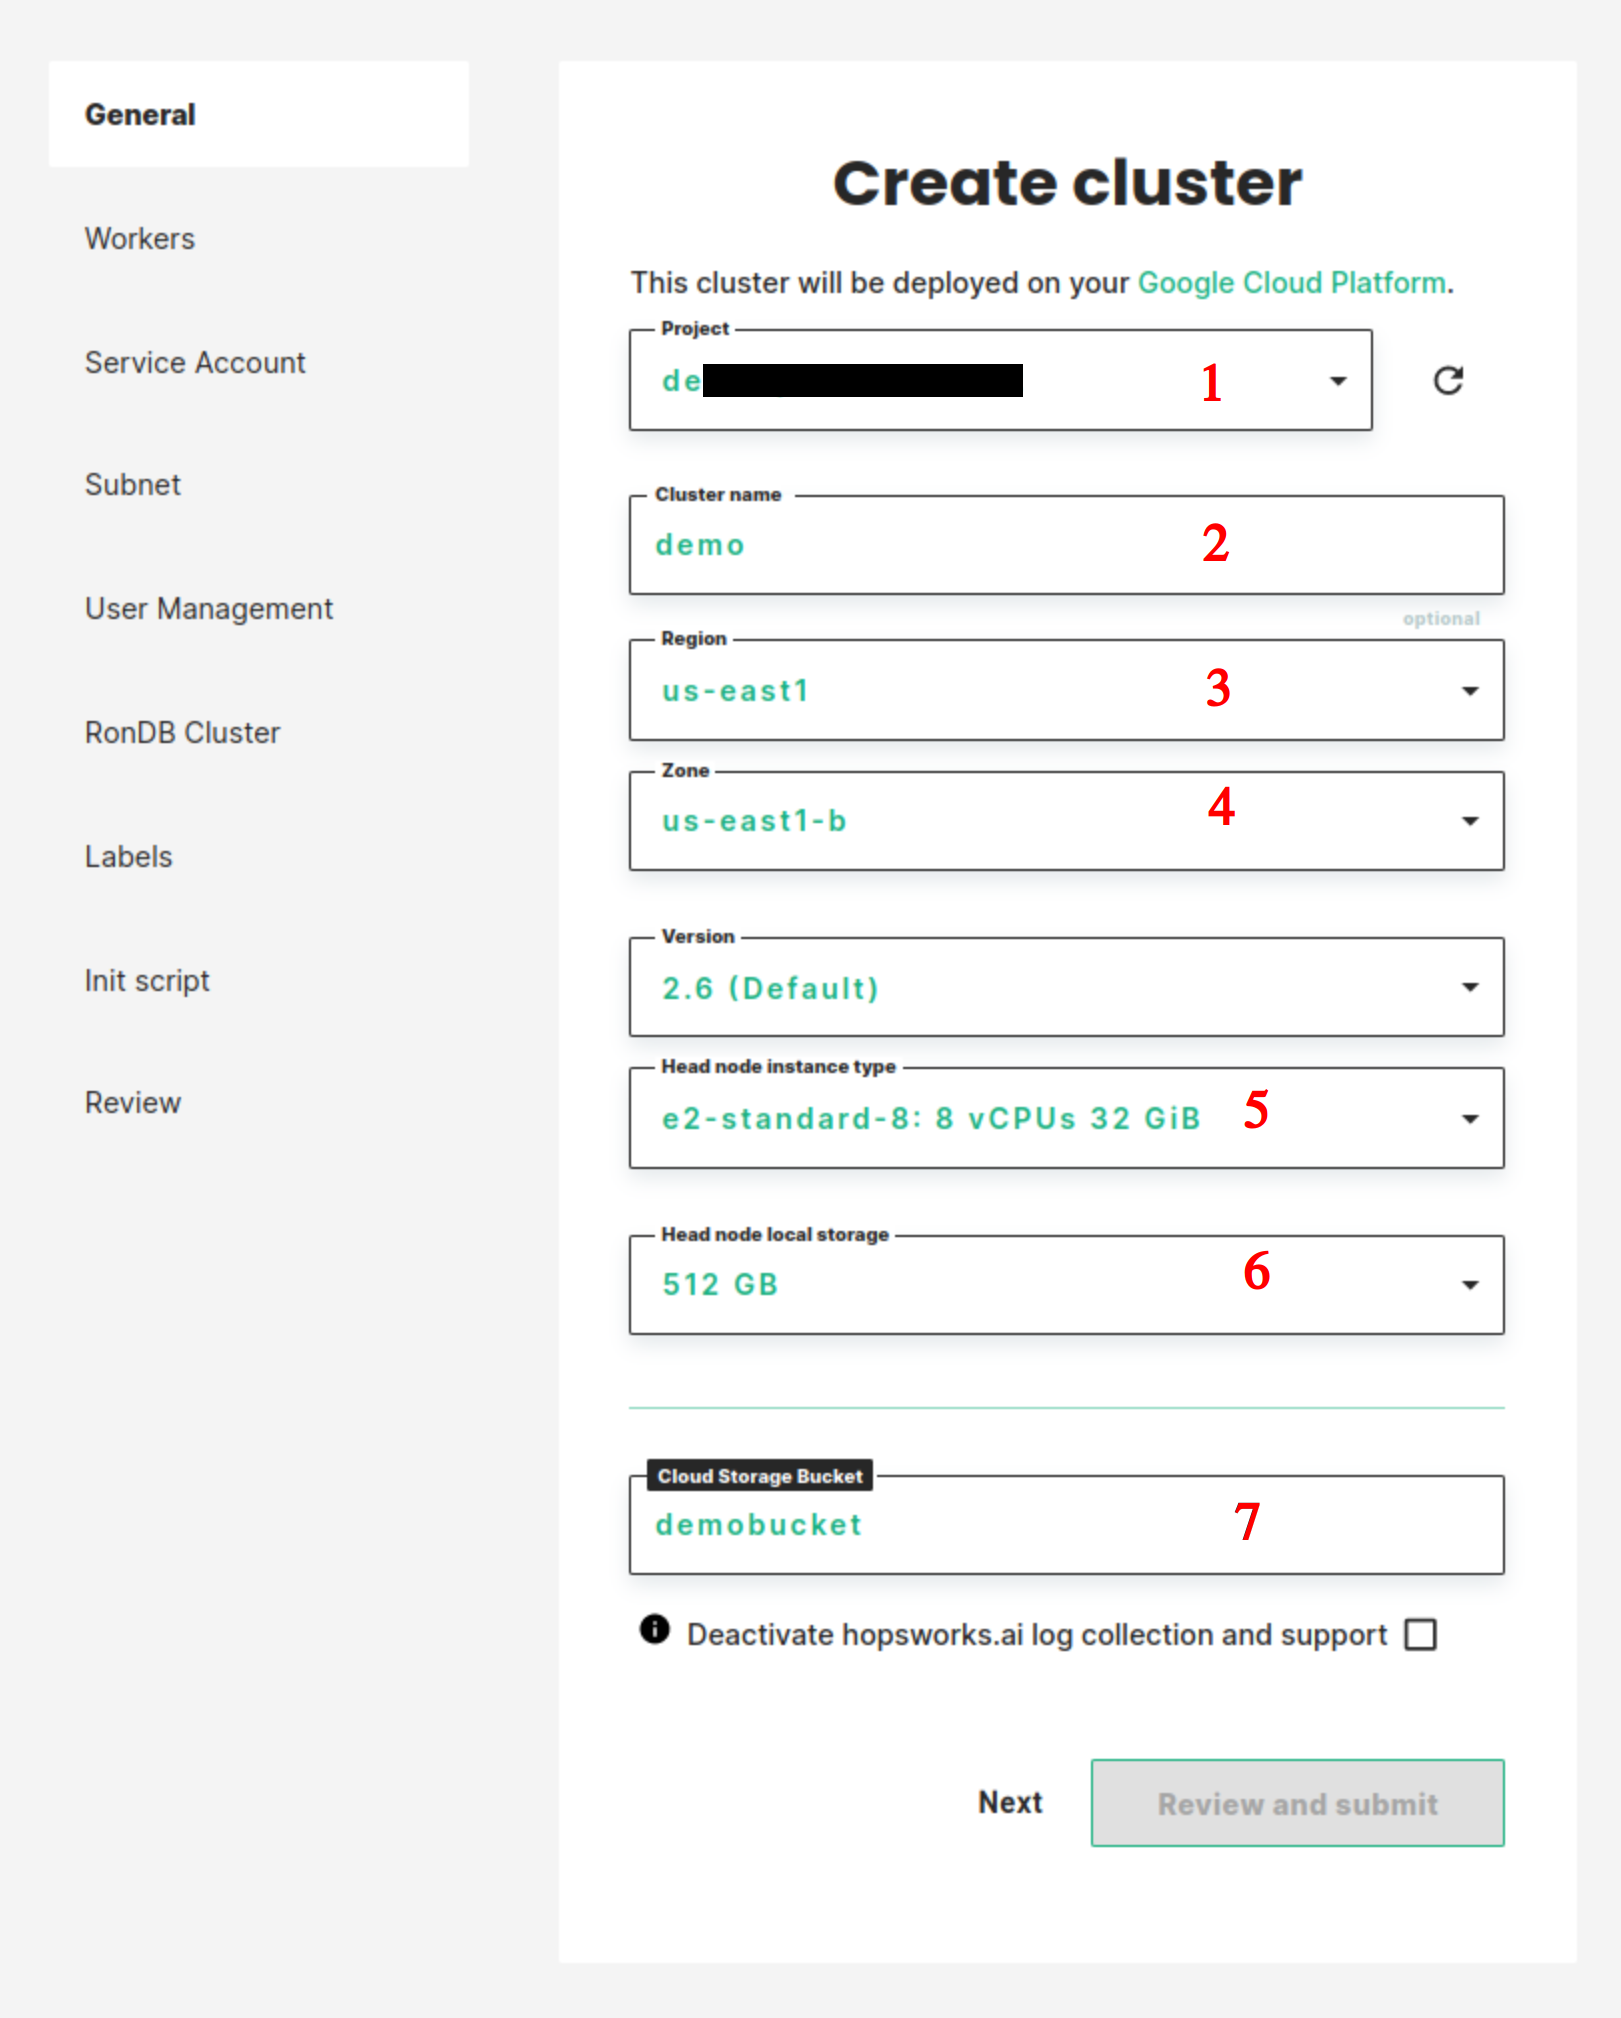 General
Workers
Service Account
Subnet
User Management
RonDB Cluster
Labels
Init script
Review
Create cluster
This cluster will be deployed on your Google Cloud Platform.
Project
de 1
Cluster name
demo 2
optional
Region
us-east1 3
Zone
us-east1-b 4
Version
2.6 (Default)
Head node instance type
e2-standard-8: 8 vCPUs 32 GiB 5
Head node local storage
512 GB 6
Cloud Storage Bucket
demobucket 7
Deactivate hopsworks.ai log collection and support
Next
Review and submit